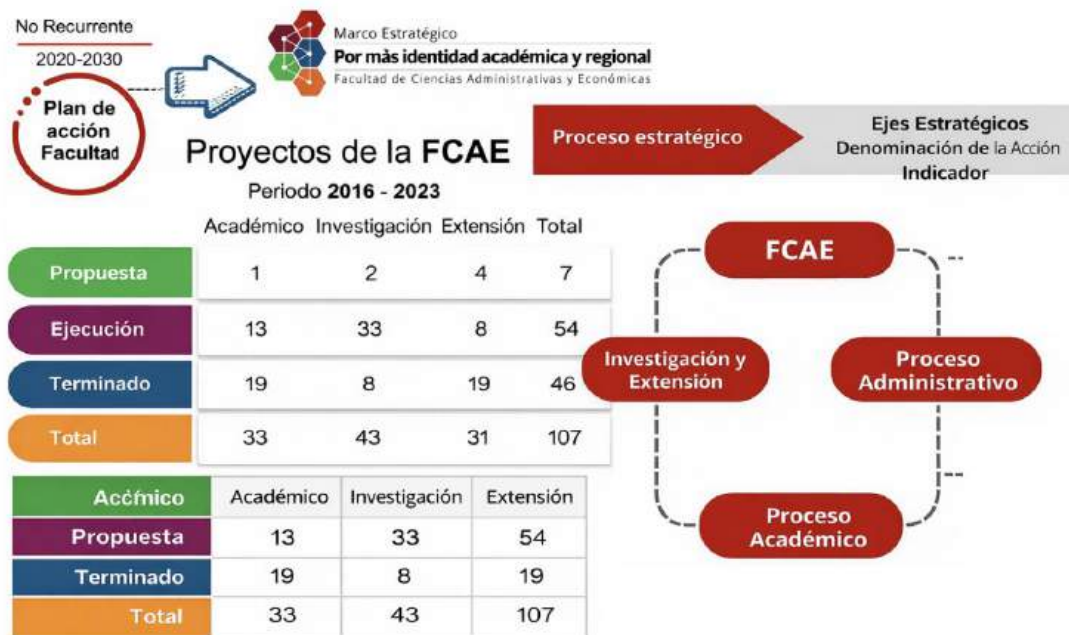 No Recurrente
2020-2030
Plan de
acción
Facultad
Marco Estratégico
Por màs identidad académica y regional
Facultad de Ciencias Administrativas y Económicas
Proceso estratégico
Ejes Estratégicos
Denominación de la Acción
Indicador
Proyectos de la FCAE
Periodo 2016 - 2023
Académico Investigación Extensión Total
Propuesta 1 2 4 7
Ejecución 13 33 8 54
Terminado 19 8 19 46
Total 33 43 31 107
Acćmico Académico Investigación Extensión
Propuesta 13 33 54
Terminado 19 8 19
Total 33 43 107
FCAE
Investigación y
Extensión
Proceso
Administrativo
Proceso
Académico